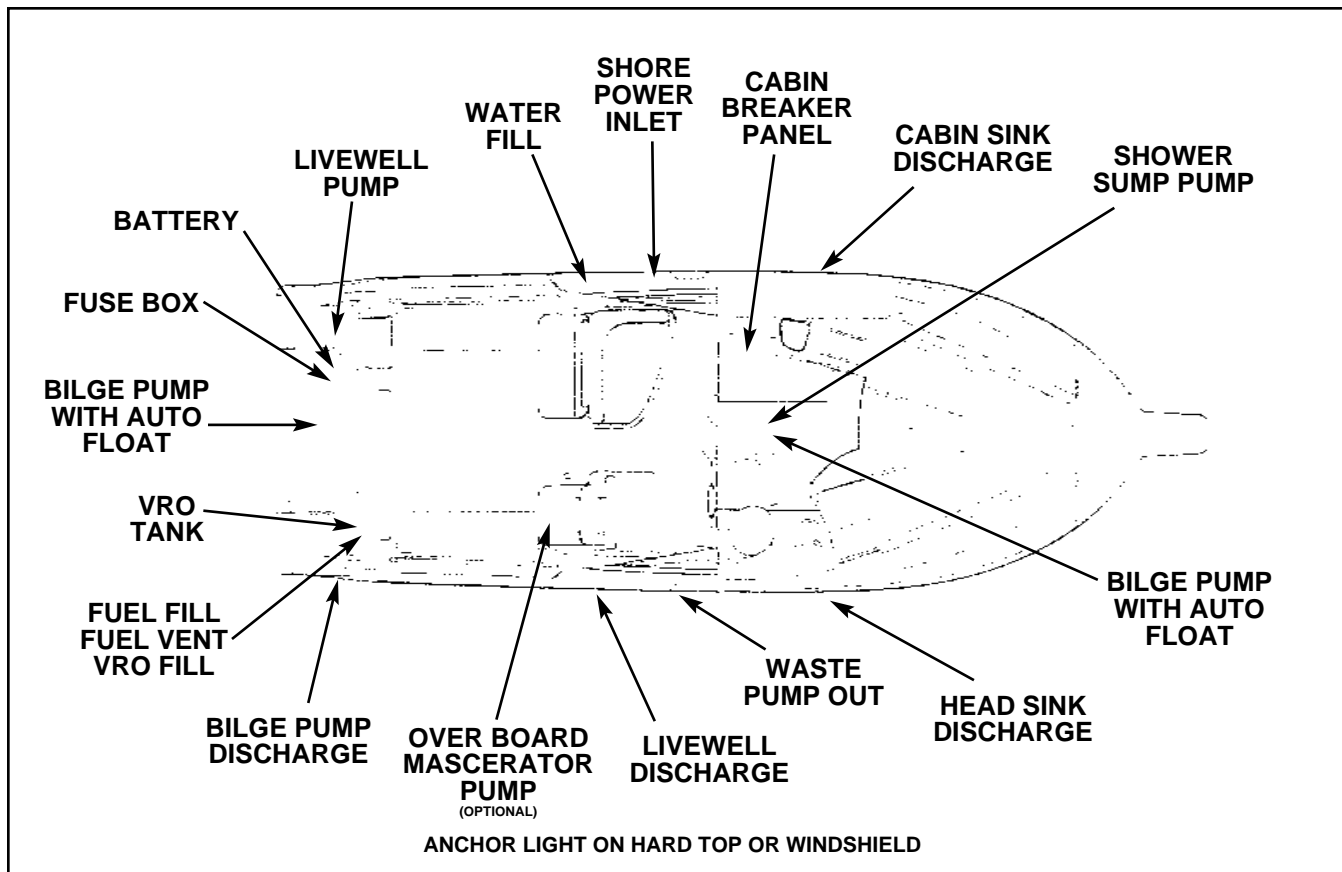 SHORE
POWER
INLET
CABIN
BREAKER
PANEL
WATER
FILL
CABIN SINK
DISCHARGE
SHOWER
SUMP PUMP
LIVEWELL
PUMP
BATTERY
FUSE BOX
BILGE PUMP
WITH AUTO
FLOAT
VRO
TANK
FUEL FILL
FUEL VENT
VRO FILL
BILGE PUMP
WITH AUTO
FLOAT
BILGE PUMP
DISCHARGE
OVER BOARD
MASCERATOR
PUMP
(OPTIONAL)
LIVEWELL
DISCHARGE
WASTE
PUMP OUT
HEAD SINK
DISCHARGE
ANCHOR LIGHT ON HARD TOP OR WINDSHIELD